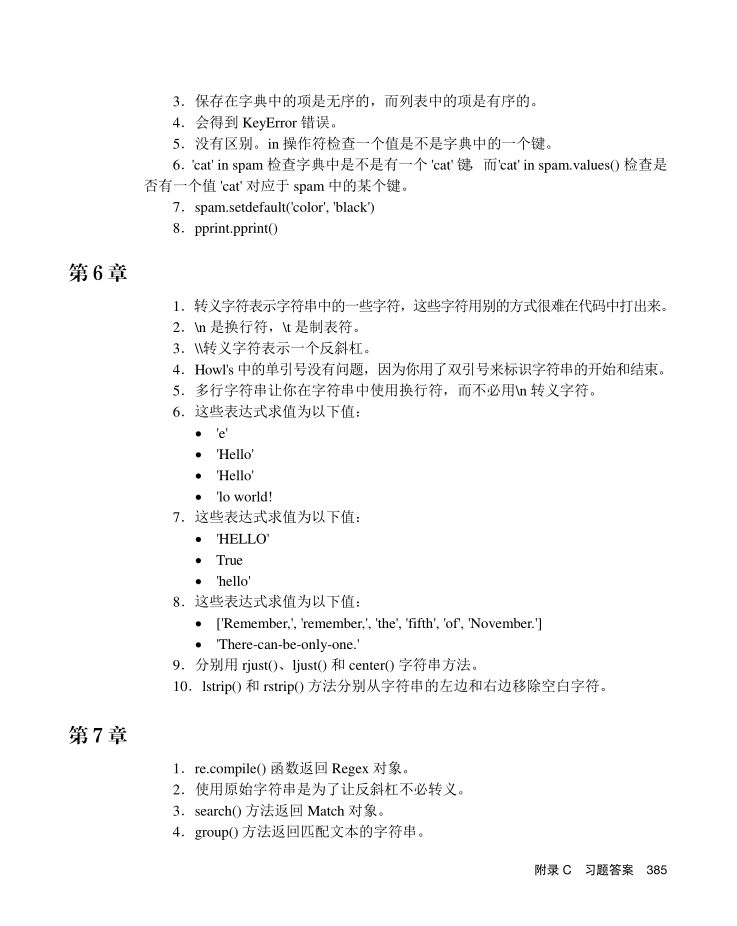 3．保存在字典中的项是无序的，而列表中的项是有序的。
4．会得到 KeyError 错误。
5．没有区别。in 操作符检查一个值是不是字典中的一个键。
6．'cat' in spam 检查字典中是不是有一个 'cat' 键，而'cat' in spam.values() 检查是
否有一个值 'cat' 对应于 spam 中的某个键。
7．spam.setdefault('color', 'black')
8．pprint.pprint()
第 6 章
1．转义字符表示字符串中的一些字符，这些字符用别的方式很难在代码中打出来。
2．\n 是换行符，\t 是制表符。
3．\\转义字符表示一个反斜杠。
4．Howl's 中的单引号没有问题，因为你用了双引号来标识字符串的开始和结束。
5．多行字符串让你在字符串中使用换行符，而不必用\n 转义字符。
6．这些表达式求值为以下值：
• 'e'
• 'Hello'
• 'Hello'
• 'lo world!
7．这些表达式求值为以下值：
• 'HELLO'
• True
• 'hello'
8．这些表达式求值为以下值：
• ['Remember,', 'remember,', 'the', 'fifth', 'of', 'November.']
• 'There-can-be-only-one.'
9．分别用 rjust()、ljust() 和 center() 字符串方法。
10．lstrip() 和 rstrip() 方法分别从字符串的左边和右边移除空白字符。
第 7 章
1．re.compile() 函数返回 Regex 对象。
2．使用原始字符串是为了让反斜杠不必转义。
3．search() 方法返回 Match 对象。
4．group() 方法返回匹配文本的字符串。
附录 C 习题答案 385